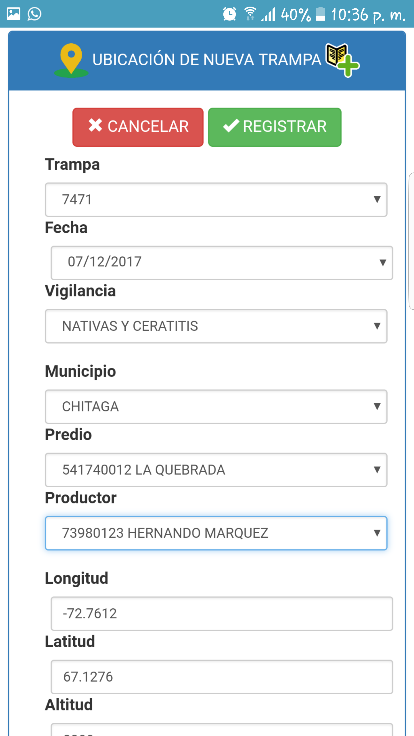 40% 10:36 p. m.
UBICACIÓN DE NUEVA TRAMPA
CANCELAR REGISTRAR
Trampa
7471
Fecha
07/12/2017
Vigilancia
NATIVAS Y CERATITIS
Municipio
CHITAGA
Predio
541740012 LA QUEBRADA
Productor
73980123 HERNANDO MARQUEZ
Longitud
-72.7612
Latitud
67.1276
Altitud